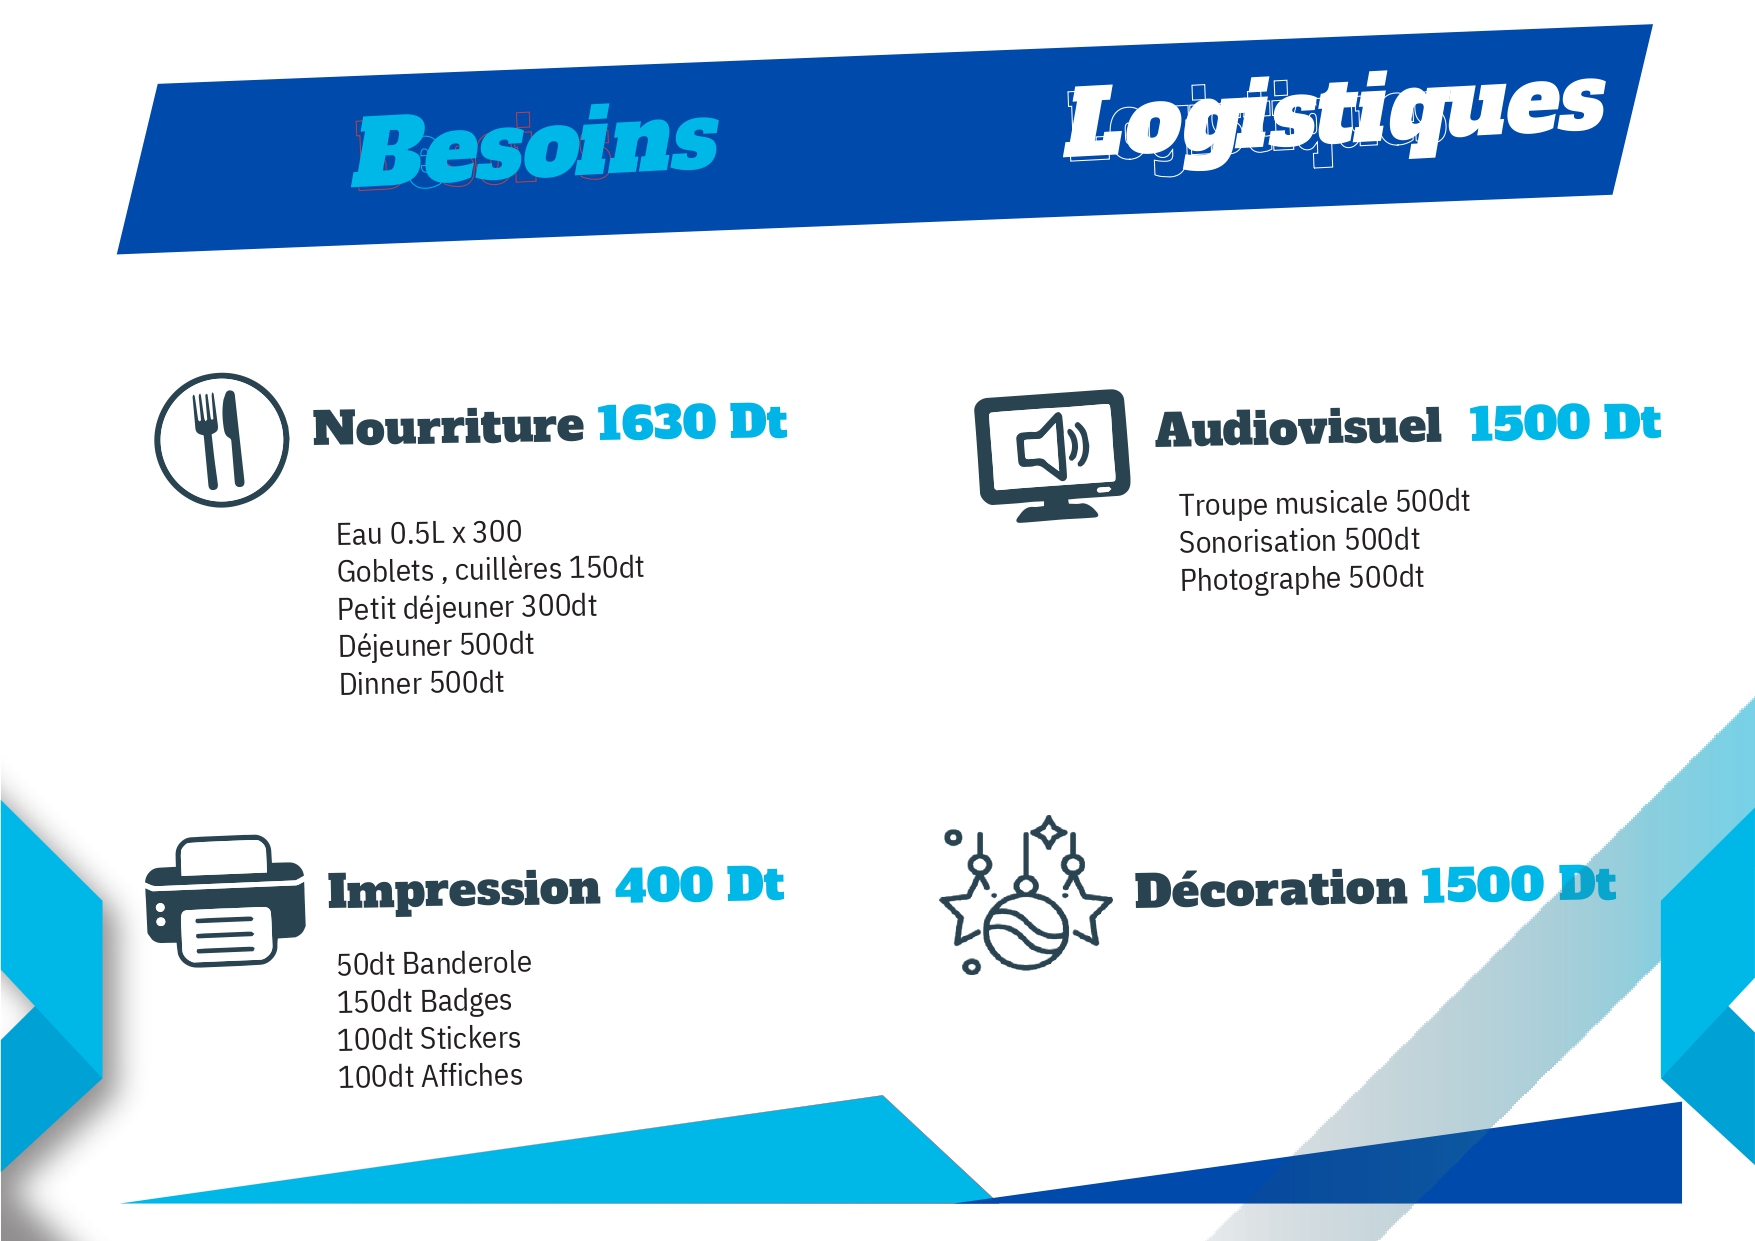 Besoins Logistiques
Nourriture 1630 Dt
Eau 0.5L x 300
Goblets , cuillères 150dt
Petit déjeuner 300dt
Déjeuner 500dt
Dinner 500dt
Audiovisuel 1500 Dt
Troupe musicale 500dt
Sonorisation 500dt
Photographe 500dt
Impression 400 Dt
50dt Banderole
150dt Badges
100dt Stickers
100dt Affiches
Décoration 1500 Dt